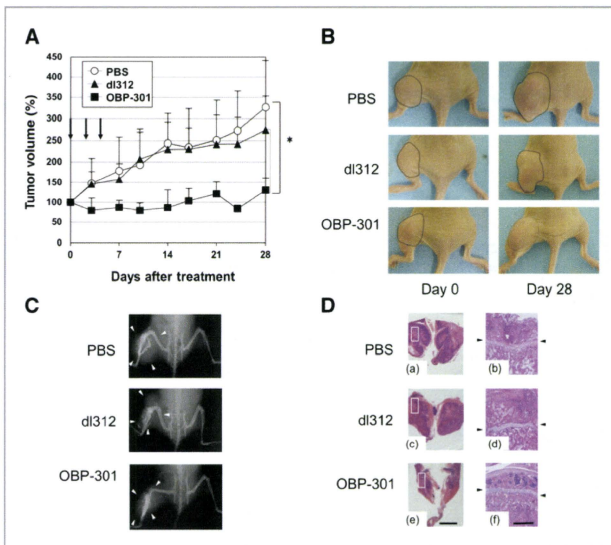 A
Tumor volume (%)
450
400
350
300
250
200
150
100
50
0
PBS
dl312
OBP-301
*
0
7
14
21
28
Days after treatment
B
PBS
dl312
OBP-301
Day 0
Day 28
C
PBS
dl312
OBP-301
D
PBS
(a)
(b)
dl312
(c)
(d)
OBP-301
(e)
(f)